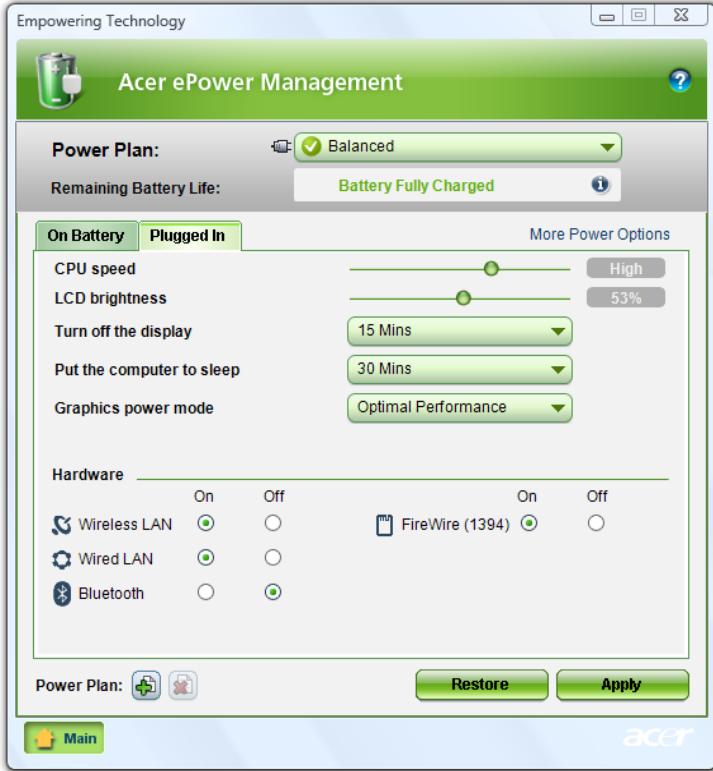 Empowering Technology
Acer ePower Management
Power Plan: Balanced
Remaining Battery Life: Battery Fully Charged
On Battery Plugged In More Power Options
CPU speed High
LCD brightness 53%
Turn off the display 15 Mins
Put the computer to sleep 30 Mins
Graphics power mode Optimal Performance
Hardware
On Off On Off
Wireless LAN FireWire (1394)
Wired LAN
Bluetooth
Power Plan: Restore Apply
Main acer